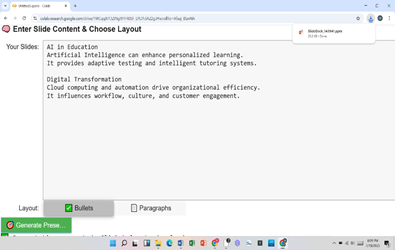 Enter Slide Content & Choose Layout
Your Slides:
AI in Education
Artificial Intelligence can enhance personalized learning.
It provides adaptive testing and intelligent tutoring systems.
Digital Transformation
Cloud computing and automation drive organizational efficiency.
It influences workflow, culture, and customer engagement.
Layout:
Bullets
Paragraphs
Generate Prese...